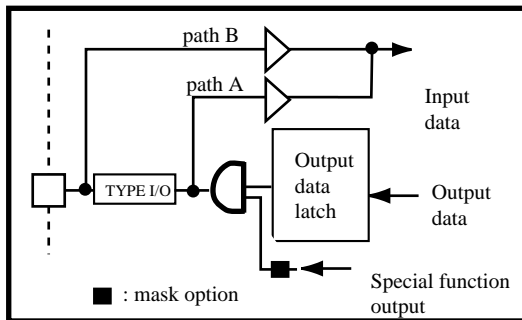 path B
path A
Input
data
TYPE I/O
Output
data
latch
Output
data
: mask option
Special function
output